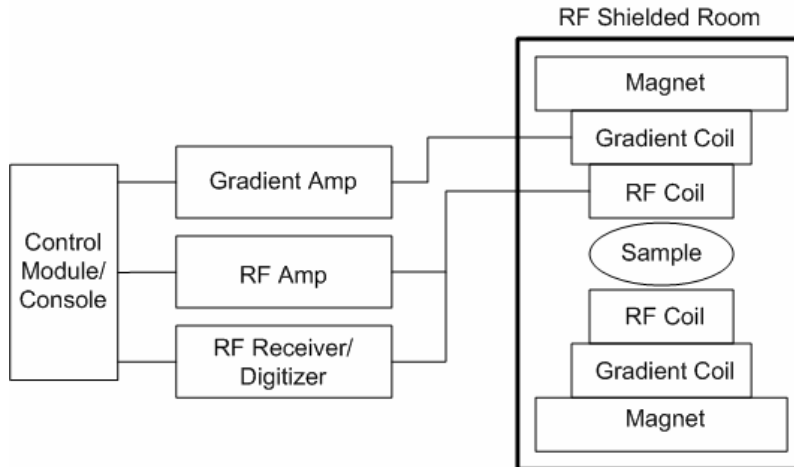 RF Shielded Room
Magnet
Gradient Coil
RF Coil
Sample
RF Coil
Gradient Coil
Magnet
Gradient Amp
RF Amp
RF Receiver/
Digitizer
Control
Module/
Console